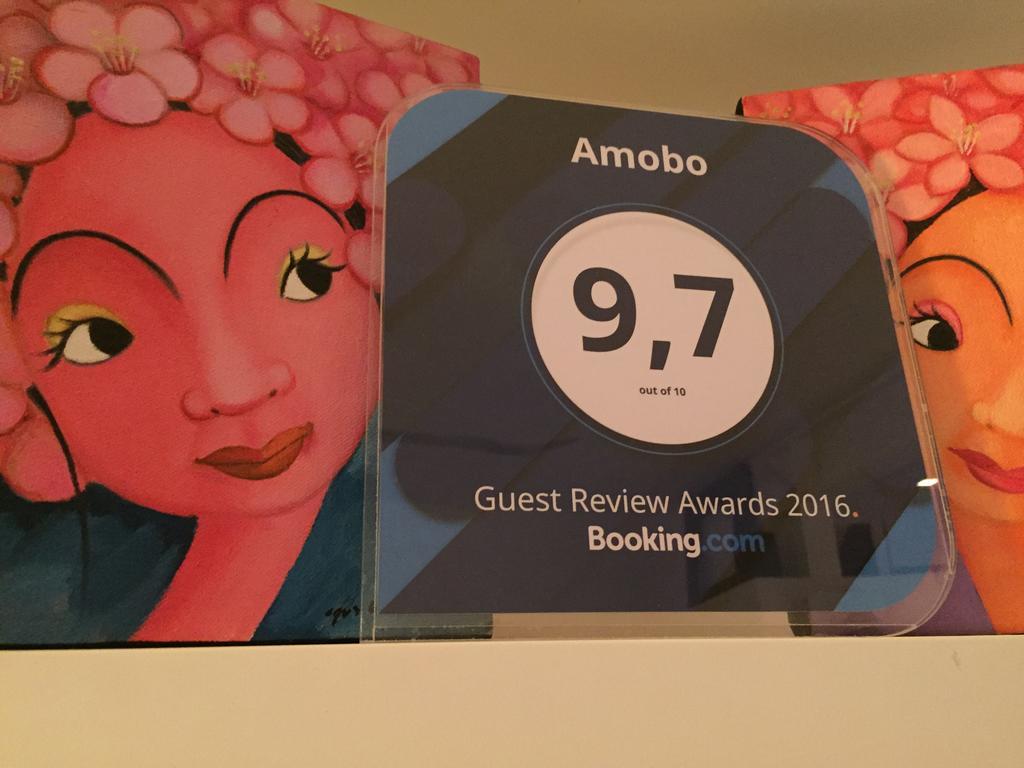 Amobo
9,7
out of 10
Guest Review Awards 2016.
Booking.com